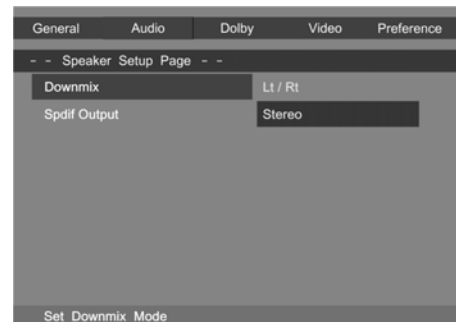 General Audio Dolby Video Preference
- - Speaker Setup Page - -
Downmix Lt / Rt
Spdif Output Stereo
Set Downmix Mode